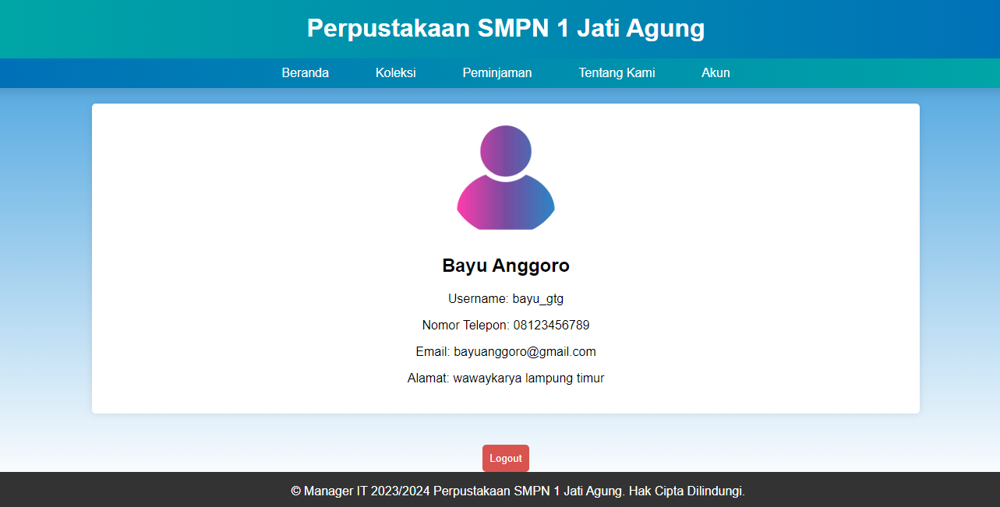 Perpustakaan SMPN 1 Jati Agung
Beranda Koleksi Peminjaman Tentang Kami Akun
Bayu Anggoro
Username: bayu_gtg
Nomor Telepon: 08123456789
Email: bayuanggoro@gmail.com
Alamat: wawaykarya lampung timur
Logout
© Manager IT 2023/2024 Perpustakaan SMPN 1 Jati Agung. Hak Cipta Dilindungi.